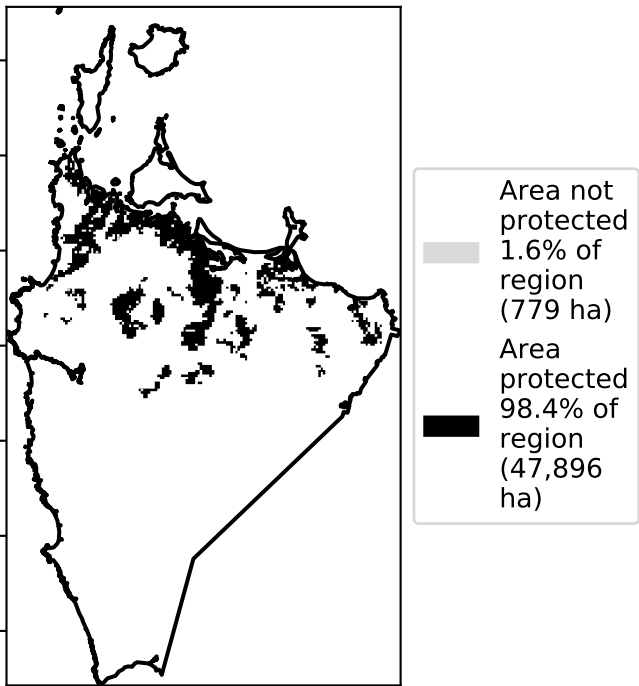 Area not
protected
1.6% of
region
(779 ha)
Area
protected
98.4% of
region
(47,896
ha)